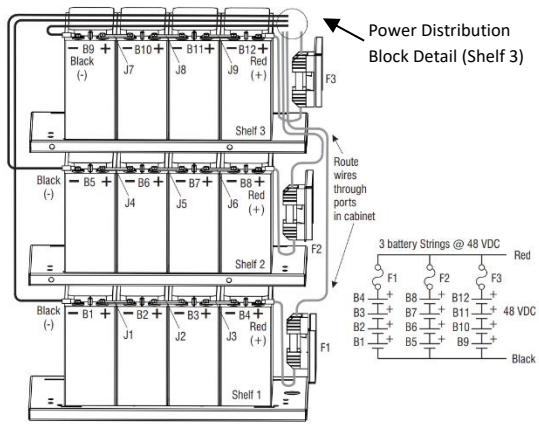 Power Distribution
Block Detail (Shelf 3)
− B9 + − B10 + − B11 + − B12 +
Black
(-)
J7
J8
J9
Red
(+)
F3
Shelf 3
Route
wires
through
ports
in cabinet
Black
(-)
− B5 + − B6 + − B7 + − B8 +
J4
J5
J6
Red
(+)
F2
Shelf 2
Black
(-)
− B1 + − B2 + − B3 + − B4 +
J1
J2
J3
Red
(+)
F1
Shelf 1
3 battery Strings @ 48 VDC
Red
F1 F2 F3
B4 + B8 + B12 +
B3 + B7 + B11 + 48 VDC
B2 + B6 + B10 +
B1 + B5 + B9 +
Black